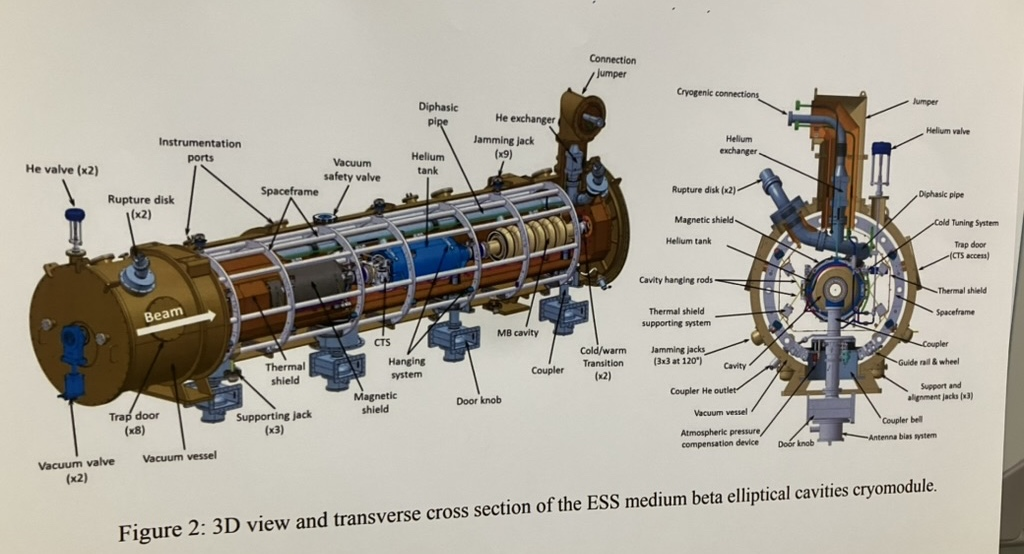 Connection
jumper
Diphasic
pipe
He exchanger
Jamming jack
(x9)
Instrumentation
ports
Vacuum
safety valve
Helium
tank
He valve (x2)
Rupture disk
(x2)
Spaceframe
Beam
CTS
MB cavity
Thermal
shield
Hanging
system
Coupler
Cold/warm
Transition
(x2)
Magnetic
shield
Door knob
Trap door
(x8)
Supporting jack
(x3)
Vacuum valve
(x2)
Vacuum vessel
Cryogenic connections
Jumper
Helium valve
Helium
exchanger
Rupture disk (x2)
Diphasic pipe
Magnetic shield
Cold Tuning System
Helium tank
Trap door
(CTS access)
Cavity hanging rods
Thermal shield
Thermal shield
supporting system
Spaceframe
Coupler
Jamming jacks
(3x3 at 120°)
Cavity
Guide rail & wheel
Coupler He outlet
Support and
alignment jacks (x3)
Vacuum vessel
Coupler bell
Atmospheric pressure
compensation device
Door knob
Antenna bias system
Figure 2: 3D view and transverse cross section of the ESS medium beta elliptical cavities cryomodule.